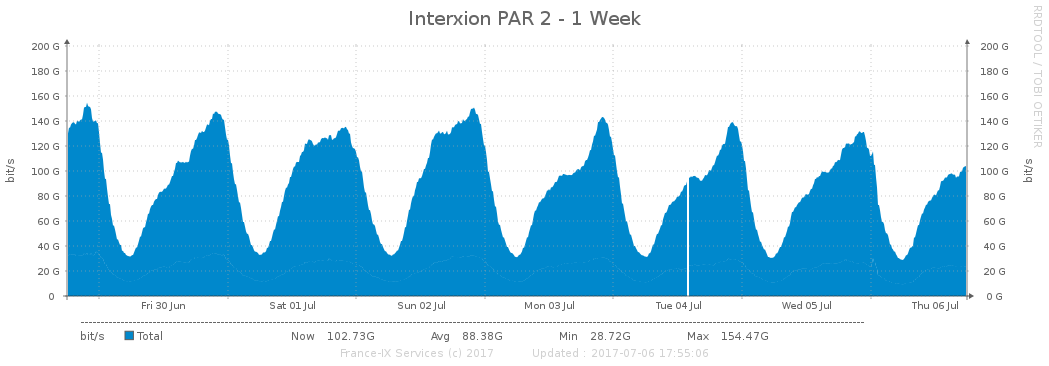 Interxion PAR 2 - 1 Week
RRDTOOL / TOBI OETIKER
bit/s
200 G 200 G
180 G 180 G
160 G 160 G
140 G 140 G
120 G 120 G
100 G 100 G
80 G 80 G
60 G 60 G
40 G 40 G
20 G 20 G
0 0 G
bit/s
Fri 30 Jun Sat 01 Jul Sun 02 Jul Mon 03 Jul Tue 04 Jul Wed 05 Jul Thu 06 Jul
bit/s Total Now 102.73G Avg 88.38G Min 28.72G Max 154.47G
France-IX Services (c) 2017 Updated : 2017-07-06 17:55:06